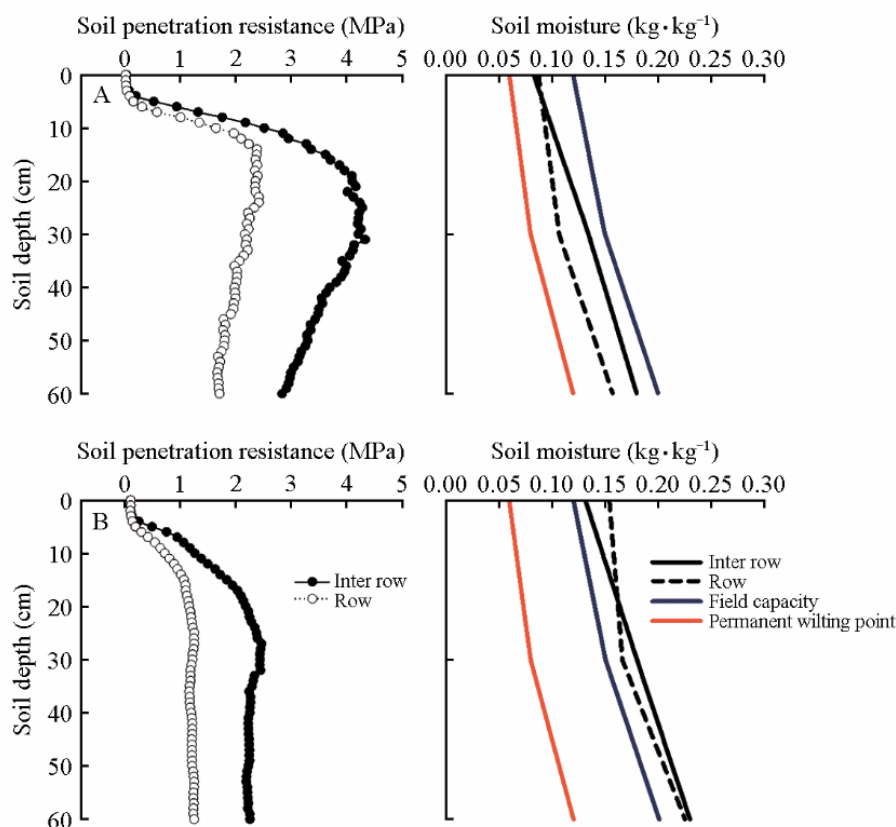 Soil penetration resistance (MPa)
0 1 2 3 4 5
Soil depth (cm)
0
10
20
30
40
50
60
A
Soil moisture (kg·kg⁻¹)
0.00 0.05 0.10 0.15 0.20 0.25 0.30
Soil penetration resistance (MPa)
0 1 2 3 4 5
Soil depth (cm)
0
10
20
30
40
50
60
B
Inter row
Row
Soil moisture (kg·kg⁻¹)
0.00 0.05 0.10 0.15 0.20 0.25 0.30
Inter row
Row
Field capacity
Permanent wilting point